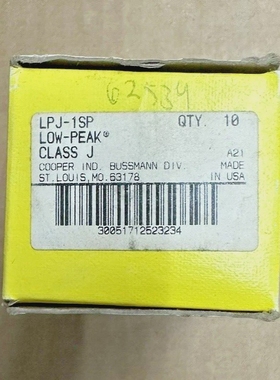 62534
LPJ-1SP QTY. 10
LOW-PEAK®
CLASS J A21
COOPER IND. BUSSMANN DIV. MADE
ST.LOUIS,MO.63178 IN USA
30051712523234